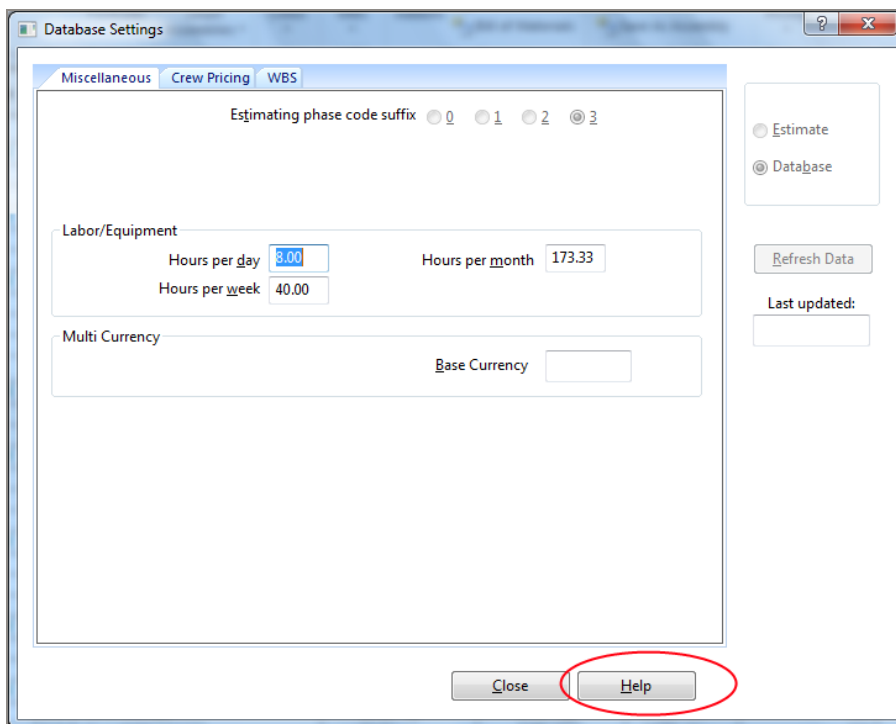 Database Settings
Miscellaneous Crew Pricing WBS
Estimating phase code suffix 0 1 2 3
Estimate
Database
Labor/Equipment
Hours per day 8.00 Hours per month 173.33
Hours per week 40.00
Refresh Data
Last updated:
Multi Currency
Base Currency
Close Help